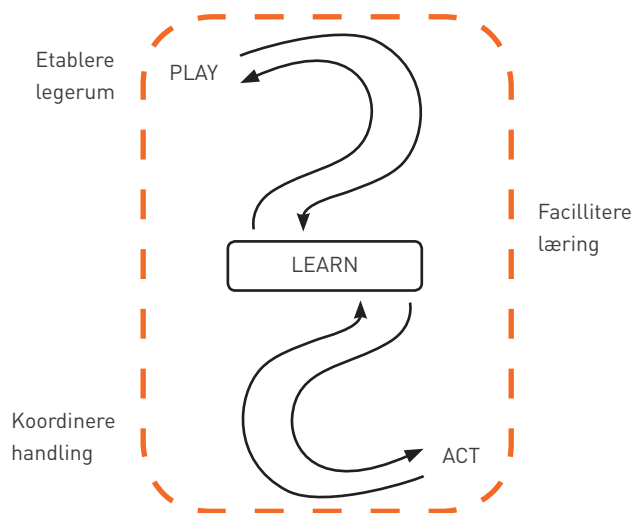 Etablere
legerum
PLAY
Facillitere
læring
LEARN
Koordinere
handling
ACT